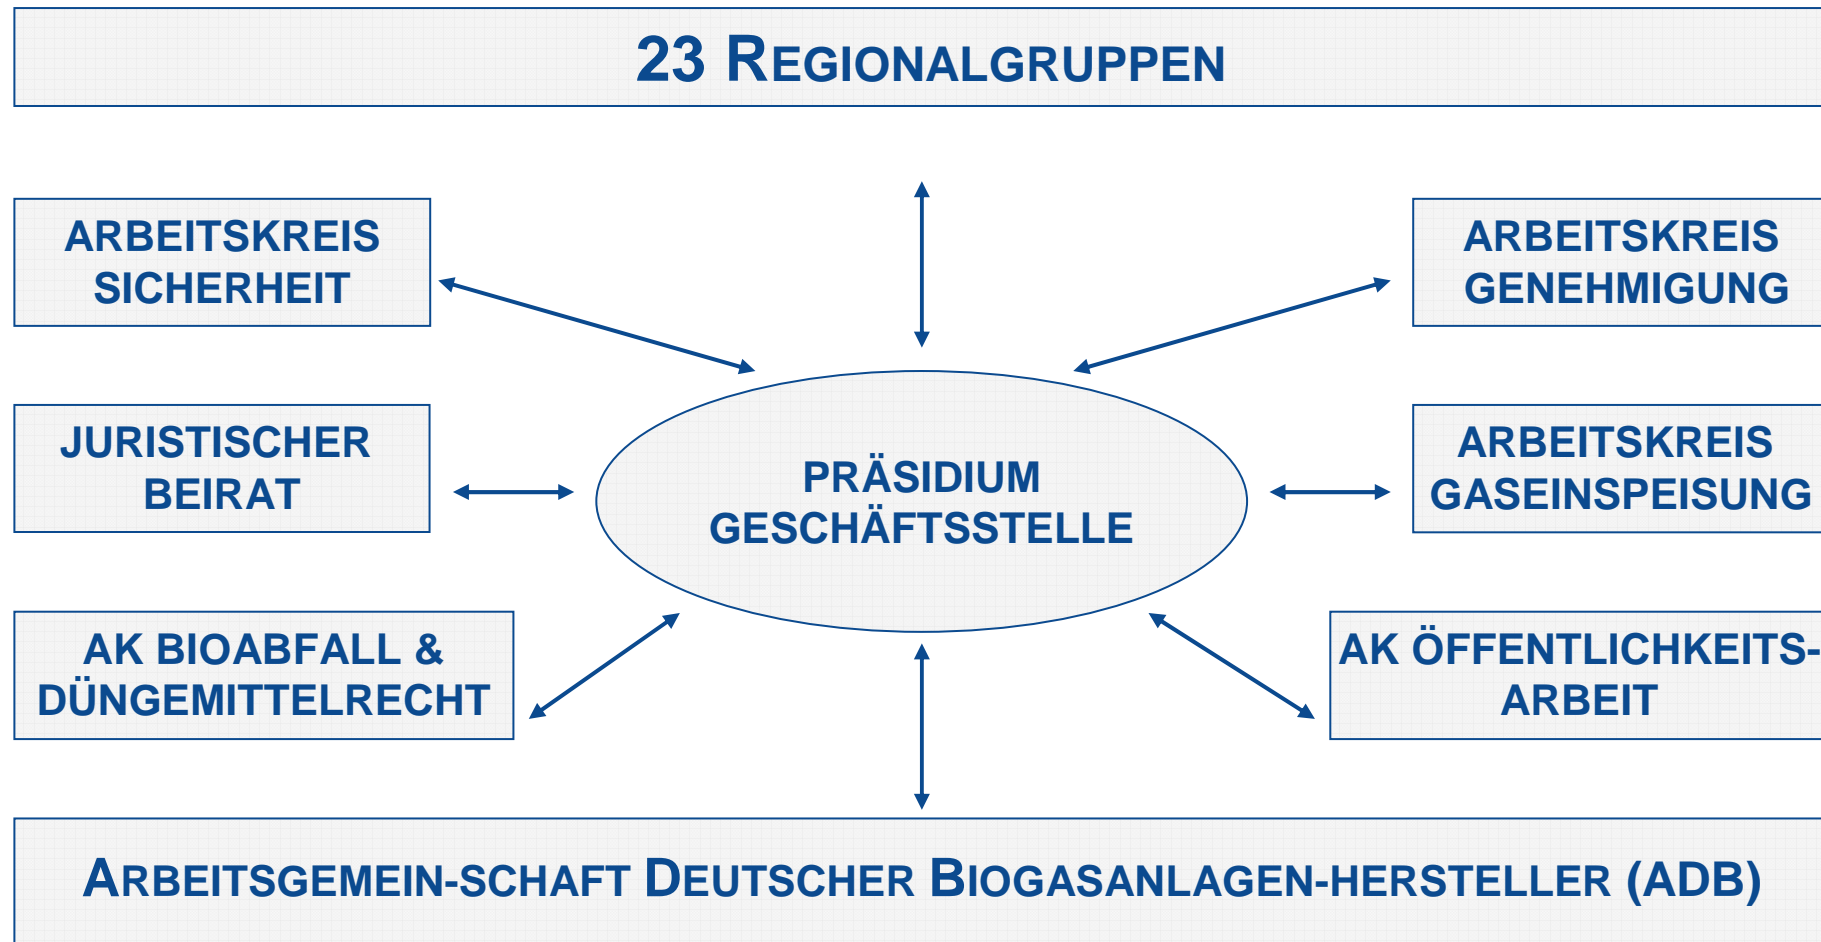 23 REGIONALGRUPPEN
ARBEITSKREIS
SICHERHEIT
ARBEITSKREIS
GENEHMIGUNG
JURISTISCHER
BEIRAT
PRÄSIDIUM
GESCHÄFTSSTELLE
ARBEITSKREIS
GASEINSPEISUNG
AK BIOABFALL &
DÜNGEMITTELRECHT
AK ÖFFENTLICHKEITS-
ARBEIT
ARBEITSGEMEIN-SCHAFT DEUTSCHER BIOGASANLAGEN-HERSTELLER (ADB)